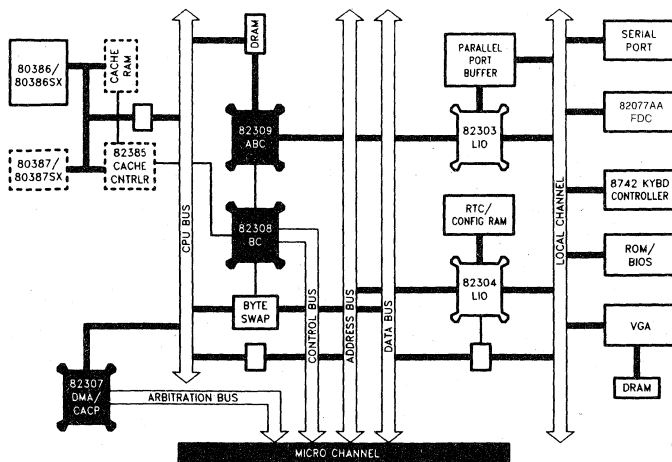 80386/
80386SX
CACHE
RAM
80387/
80387SX
82385
CACHE
CNTRLR
CPU BUS
DRAM
82309
ABC
82308
BC
BYTE
SWAP
82307
DMA/
CACP
ARBITRATION BUS
CONTROL BUS
ADDRESS BUS
DATA BUS
PARALLEL
PORT
BUFFER
82303
LIO
RTC/
CONFIG RAM
82304
LIO
LOCAL CHANNEL
SERIAL
PORT
82077AA
FDC
8742 KYBD
CONTROLLER
ROM/
BIOS
VGA
DRAM
MICRO CHANNEL